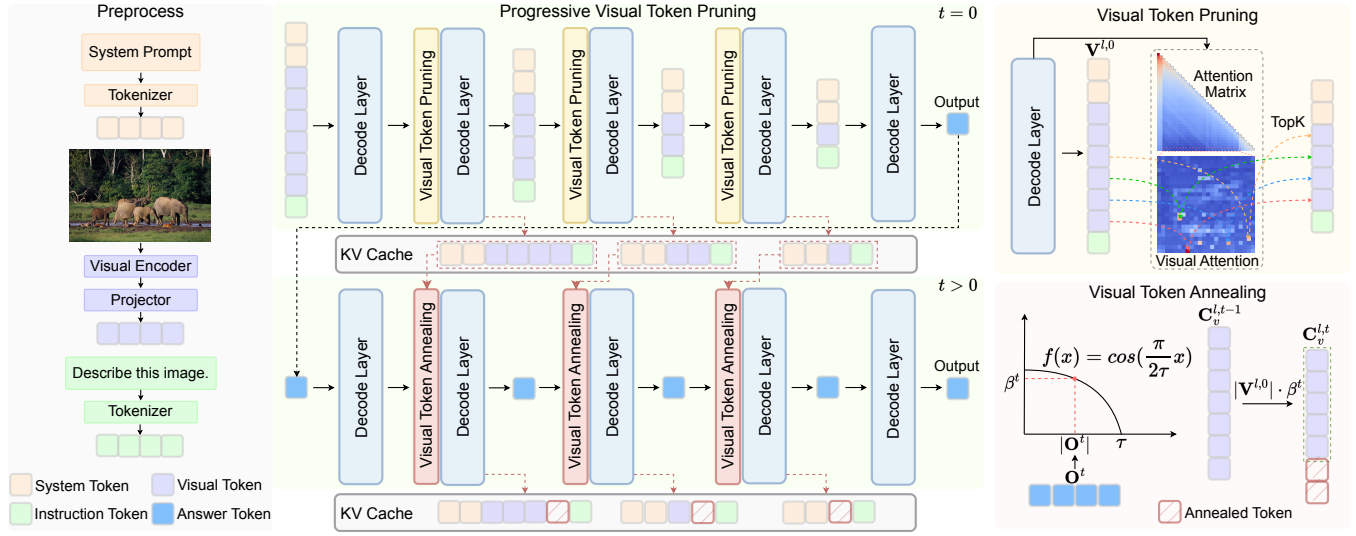 Preprocess
System Prompt
Tokenizer
Visual Encoder
Projector
Describe this image.
Tokenizer
System Token
Visual Token
Instruction Token
Answer Token
Progressive Visual Token Pruning
t = 0
Decode Layer
Visual Token Pruning
Decode Layer
Visual Token Pruning
Decode Layer
Visual Token Pruning
Decode Layer
Decode Layer
Output
KV Cache
t > 0
Decode Layer
Visual Token Annealing
Decode Layer
Visual Token Annealing
Decode Layer
Visual Token Annealing
Decode Layer
Decode Layer
Output
KV Cache
Visual Token Pruning
V^{l,0}
Decode Layer
Attention
Matrix
TopK
Visual Attention
Visual Token Annealing
C_v^{l,t-1}
C_v^{l,t}
f(x) = cos(\frac{π}{2τ}x)
β^t
|V^{l,0}| · β^t
|O^t|
τ
O^t
Annealed Token